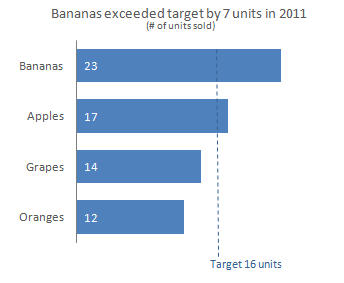 Bananas exceeded target by 7 units in 2011
(# of units sold)
Bananas 23
Apples 17
Grapes 14
Oranges 12
Target 16 units